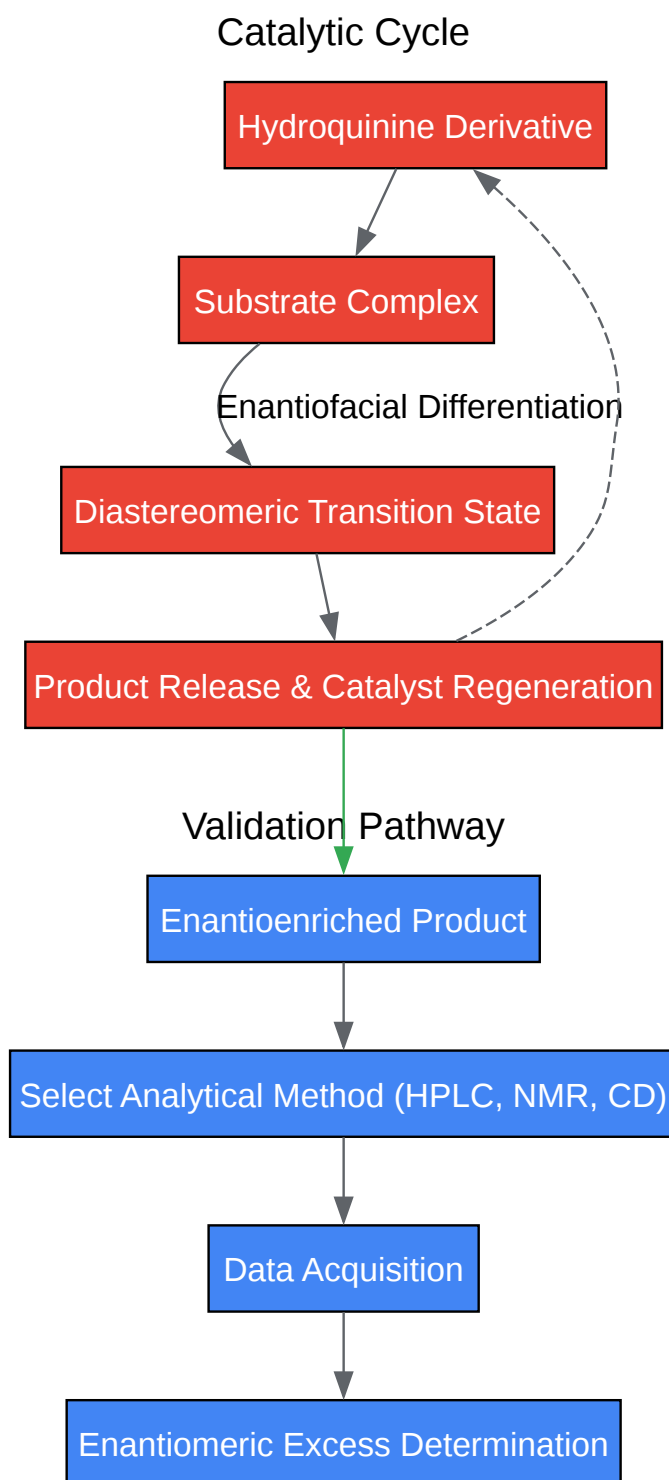 Catalytic Cycle
Hydroquinine Derivative
Substrate Complex
Enantiofacial Differentiation
Diastereomeric Transition State
Product Release & Catalyst Regeneration
Validation Pathway
Enantioenriched Product
Select Analytical Method (HPLC, NMR, CD)
Data Acquisition
Enantiomeric Excess Determination